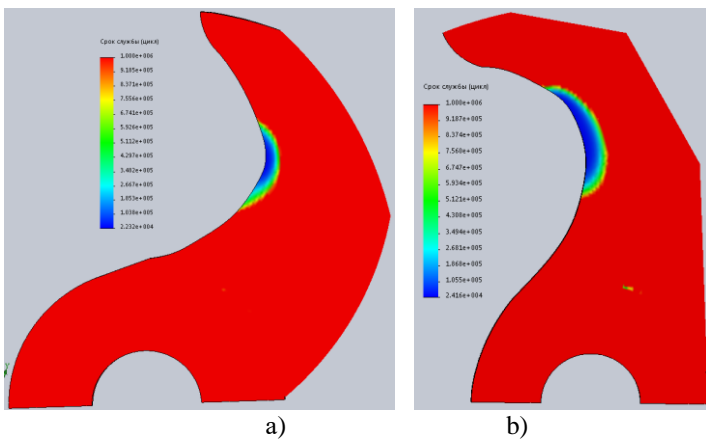 Срок службы (цикл)
1.000e+006
9.185e+005
8.371e+005
7.556e+005
6.741e+005
5.926e+005
5.112e+005
4.297e+005
3.482e+005
2.667e+005
1.853e+005
1.038e+005
2.232e+004
Срок службы (цикл)
1.000e+006
9.187e+005
8.374e+005
7.560e+005
6.747e+005
5.934e+005
5.121e+005
4.308e+005
3.494e+005
2.681e+005
1.868e+005
1.055e+005
2.416e+004
a)
b)